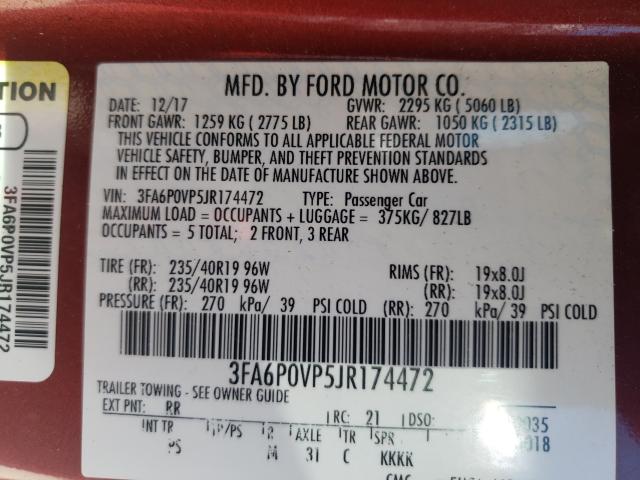 MFD. BY FORD MOTOR CO.
DATE: 12/17 GVWR: 2295 KG ( 5060 LB)
FRONT GAWR: 1259 KG ( 2775 LB) REAR GAWR: 1050 KG ( 2315 LB)
THIS VEHICLE CONFORMS TO ALL APPLICABLE FEDERAL MOTOR
VEHICLE SAFETY, BUMPER, AND THEFT PREVENTION STANDARDS
IN EFFECT ON THE DATE OF MANUFACTURE SHOWN ABOVE.
VIN: 3FA6P0VP5JR174472 TYPE: Passenger Car
MAXIMUM LOAD = OCCUPANTS + LUGGAGE = 375KG/ 827LB
OCCUPANTS = 5 TOTAL; 2 FRONT, 3 REAR
TIRE (FR): 235/40R19 96W RIMS (FR): 19x8.0J
(RR): 235/40R19 96W (RR): 19x8.0J
PRESSURE (FR): 270 kPa/ 39 PSI COLD (RR): 270 kPa/ 39 PSI COLD
3FA6P0VP5JR174472
TRAILER TOWING - SEE OWNER GUIDE
EXT PNT: RR RC: 21 DSO: 035
INT TR TP/PS R AXLE TR SPR 018
PS M 31 C KKKK
TION
3FA6P0VP5JR174472